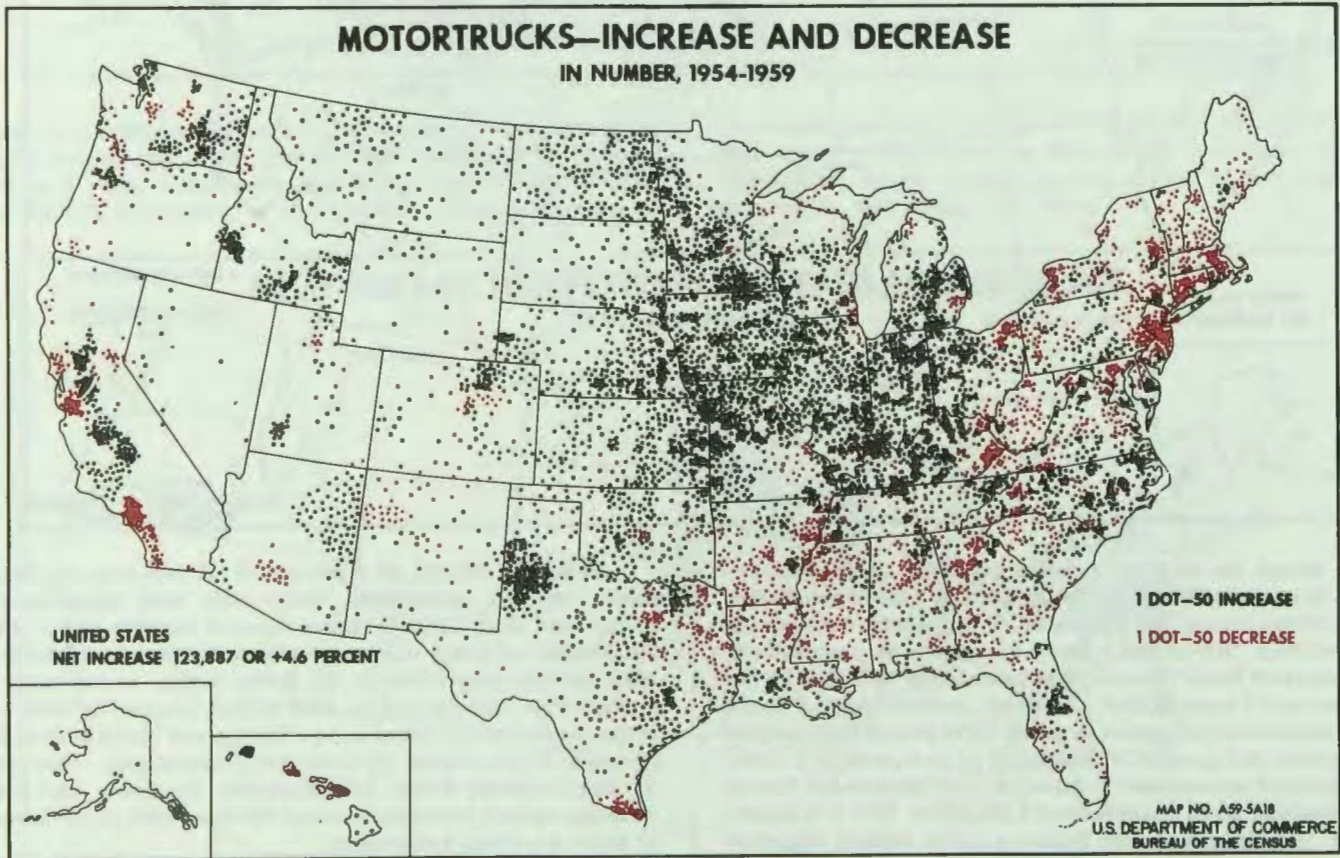 MOTORTRUCKS—INCREASE AND DECREASE
IN NUMBER, 1954-1959
1 DOT—50 INCREASE
1 DOT—50 DECREASE
UNITED STATES
NET INCREASE 123,887 OR +4.6 PERCENT
MAP NO. A59-5A18
U.S. DEPARTMENT OF COMMERCE
BUREAU OF THE CENSUS